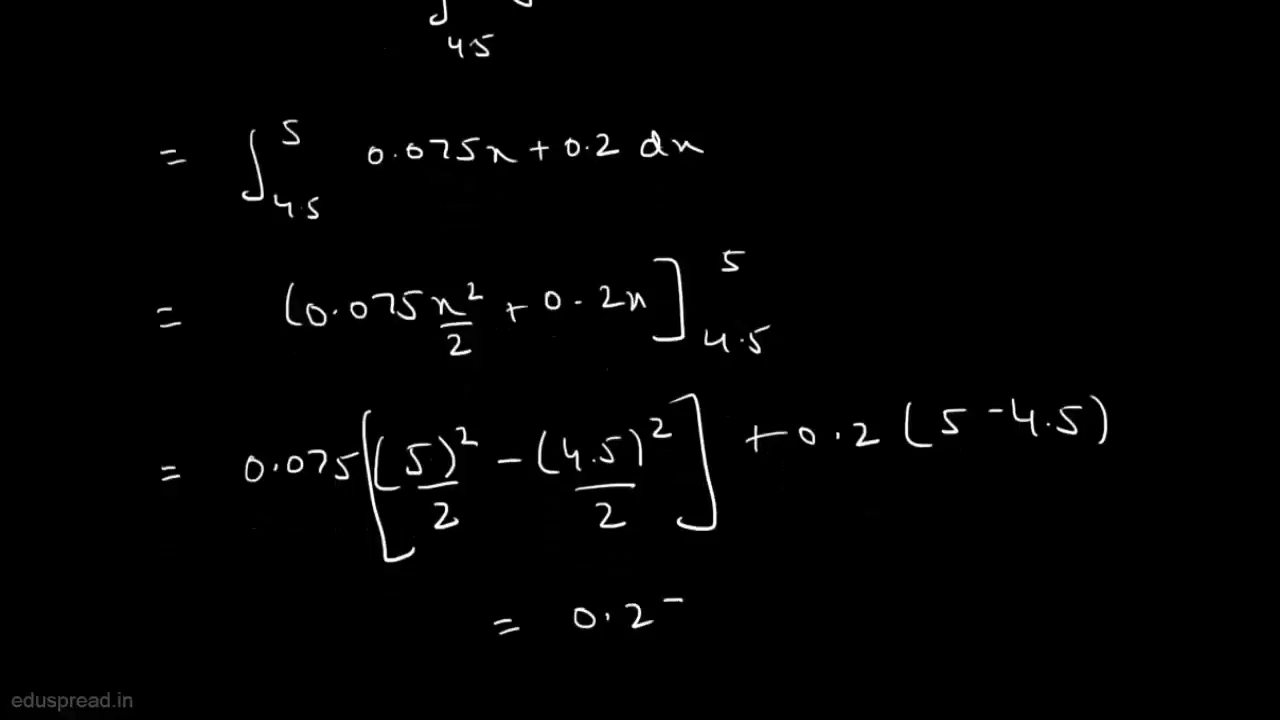 4.5
= ∫_{4.5}^{5} 0.075x + 0.2 dx
= (0.075 x²/2 + 0.2x]_{4.5}^{5}
= 0.075 [(5)²/2 - (4.5)²/2] + 0.2 (5 - 4.5)
= 0.2
eduspread.in